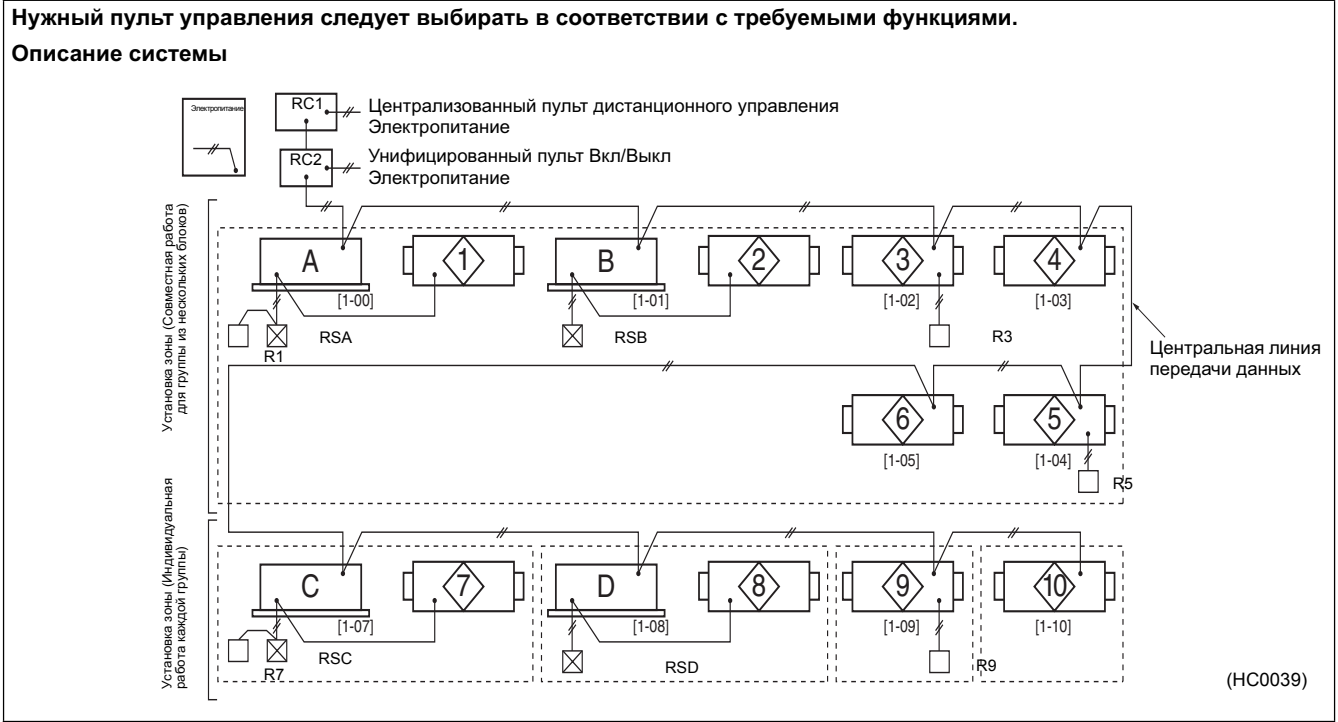 Нужный пульт управления следует выбирать в соответствии с требуемыми функциями.
Описание системы
Электропитание
RC1
Централизованный пульт дистанционного управления
Электропитание
RC2
Унифицированный пульт Вкл/Выкл
Электропитание
Установка зоны (Совместная работа
для группы из нескольких блоков)
A
1
B
2
3
4
[1-00]
[1-01]
[1-02]
[1-03]
R1
RSA
RSB
R3
Центральная линия
передачи данных
6
5
[1-05]
[1-04]
R5
Установка зоны (Индивидуальная
работа каждой группы)
C
7
D
8
9
10
[1-07]
[1-08]
[1-09]
[1-10]
R7
RSC
RSD
R9
(HC0039)